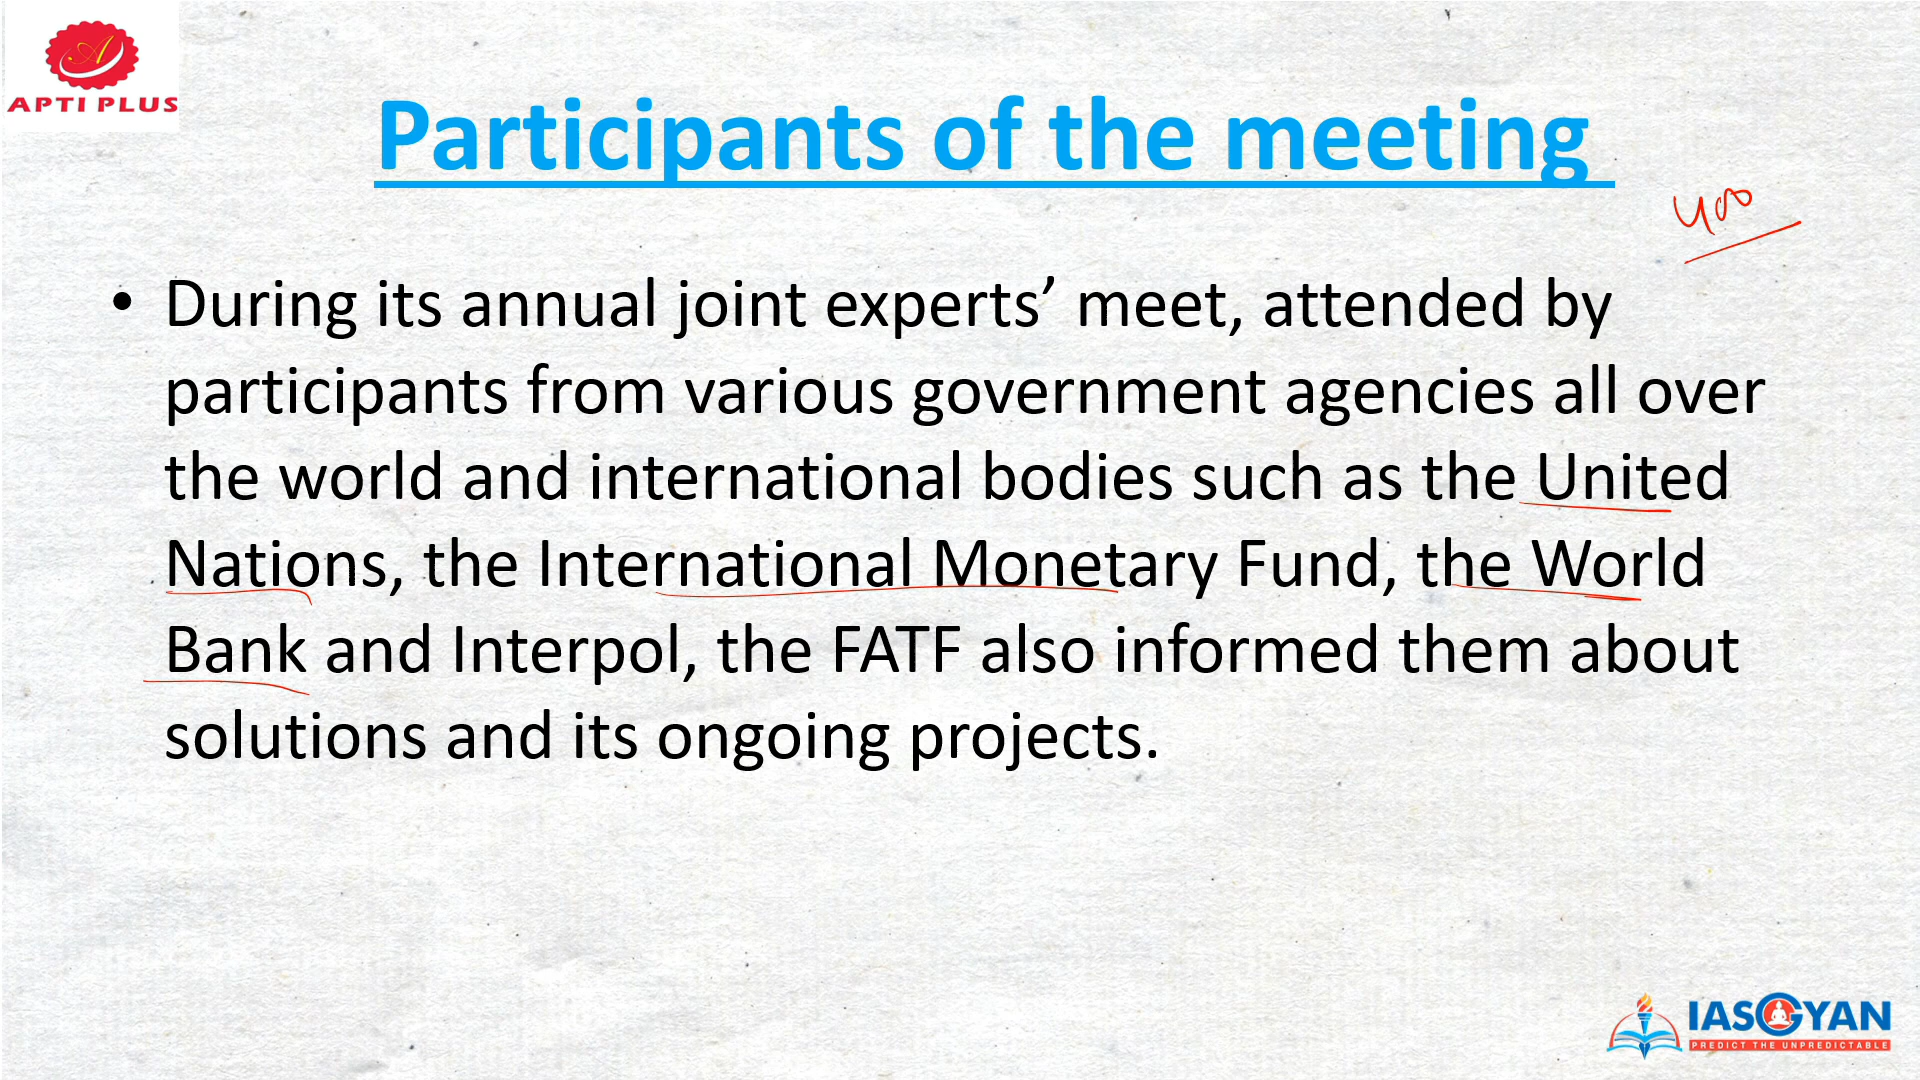 APTI PLUS
Participants of the meeting
400
• During its annual joint experts’ meet, attended by
participants from various government agencies all over
the world and international bodies such as the United
Nations, the International Monetary Fund, the World
Bank and Interpol, the FATF also informed them about
solutions and its ongoing projects.
IASGYAN
PREDICT THE UNPREDICTABLE